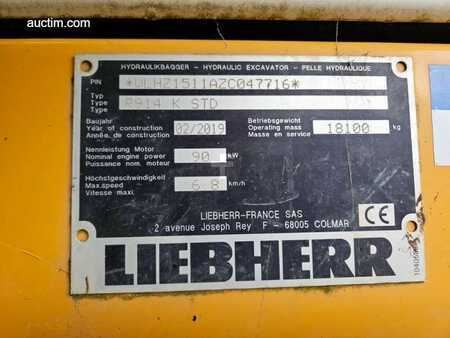 auctim.com
HYDRAULIKBAGGER - HYDRAULIC EXCAVATOR - PELLE HYDRAULIQUE
PIN *VLHZ1511AZC047716*
Typ
Type R914 K STD
Type
Baujahr
Year of construction 02/2019
Année de construction
Betriebsgewicht
Operating mass 18100 kg
Masse en service
Nennleistung Motor
Nominal engine power 90 kW
Puissance nom. moteur
Höchstgeschwindigkeit
Max.speed 6.8 km/h
Vitesse maxi.
LIEBHERR-FRANCE SAS
2 avenue Joseph Rey F - 68005 COLMAR
CE
LIEBHERR